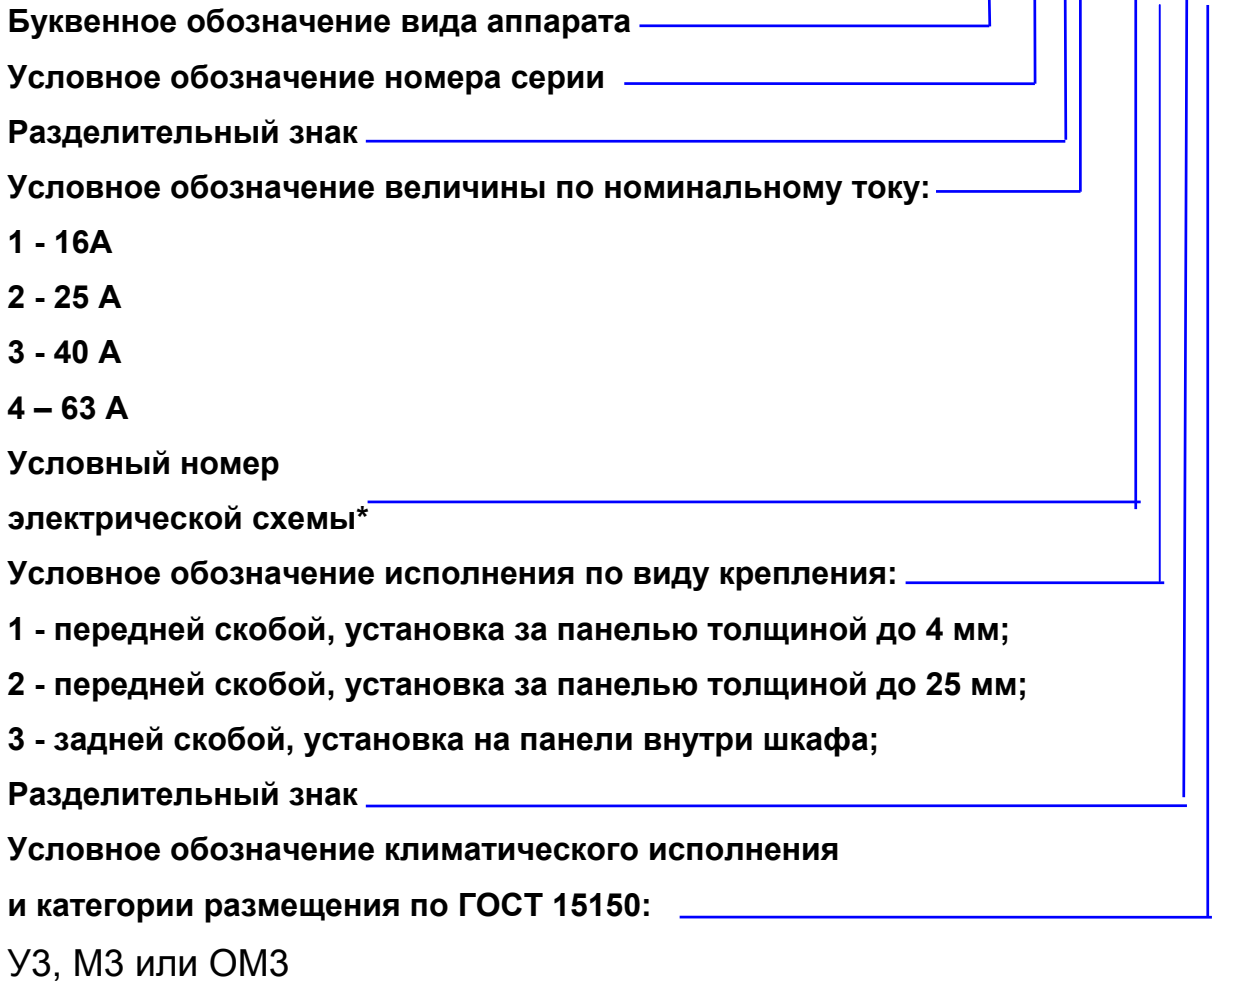 Буквенное обозначение вида аппарата
Условное обозначение номера серии
Разделительный знак
Условное обозначение величины по номинальному току:
1 - 16А
2 - 25 А
3 - 40 А
4 – 63 А
Условный номер
электрической схемы*
Условное обозначение исполнения по виду крепления:
1 - передней скобой, установка за панелью толщиной до 4 мм;
2 - передней скобой, установка за панелью толщиной до 25 мм;
3 - задней скобой, установка на панели внутри шкафа;
Разделительный знак
Условное обозначение климатического исполнения
и категории размещения по ГОСТ 15150:
У3, М3 или ОМ3